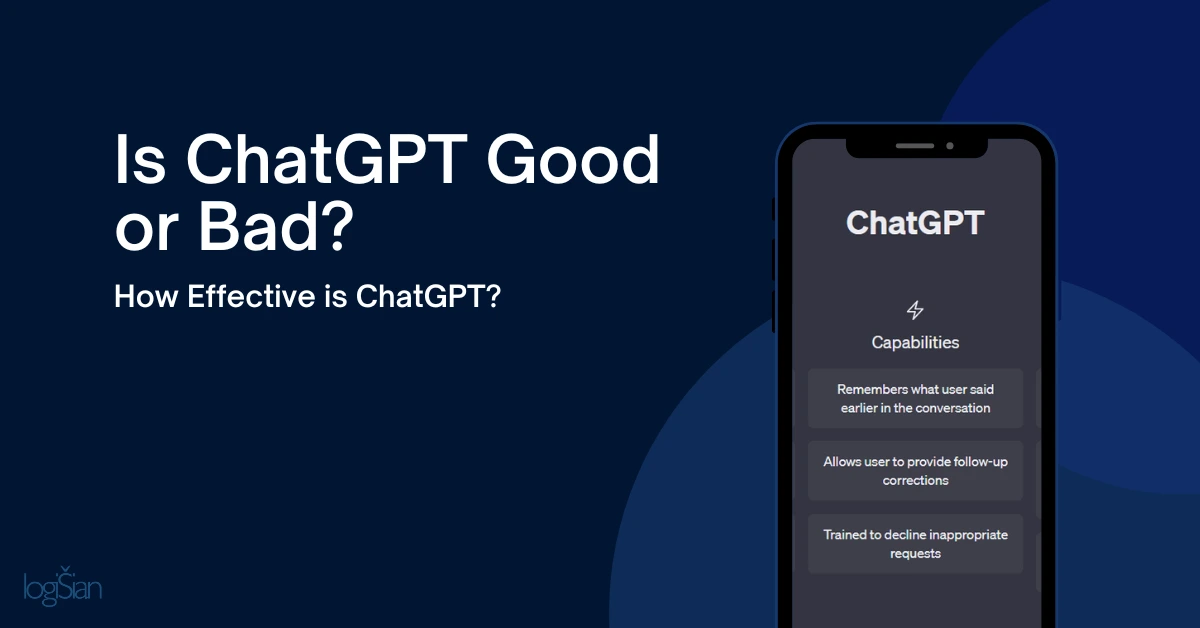 Is ChatGPT Good
or Bad?
How Effective is ChatGPT?
ChatGPT
Capabilities
Remembers what user said
earlier in the conversation
Allows user to provide follow-up
corrections
Trained to decline inappropriate
requests
logiŠian